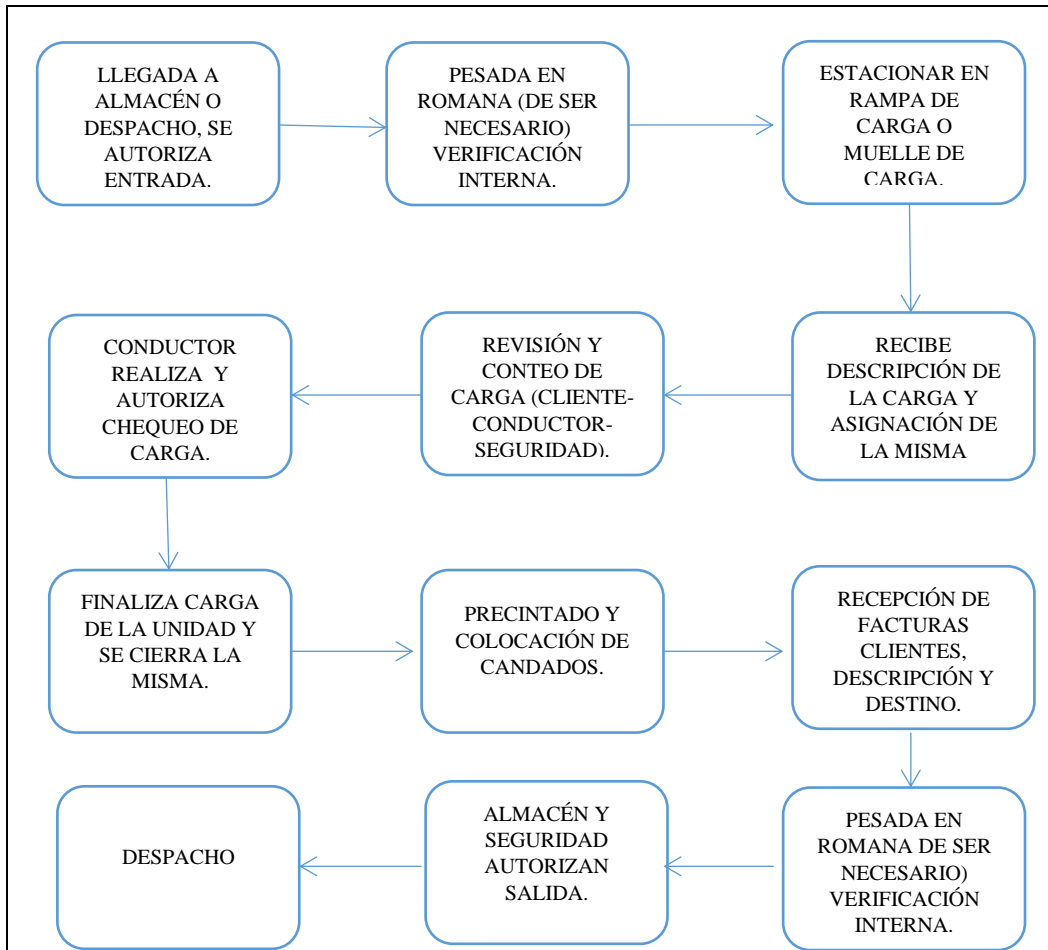 LLEGADA A
ALMACÉN O
DESPACHO, SE
AUTORIZA
ENTRADA.
PESADA EN
ROMANA (DE SER
NECESARIO)
VERIFICACIÓN
INTERNA.
ESTACIONAR EN
RAMPA DE
CARGA O
MUELLE DE
CARGA.
RECIBE
DESCRIPCIÓN DE
LA CARGA Y
ASIGNACIÓN DE
LA MISMA
REVISIÓN Y
CONTEO DE
CARGA (CLIENTE-
CONDUCTOR-
SEGURIDAD).
CONDUCTOR
REALIZA Y
AUTORIZA
CHEQUEO DE
CARGA.
FINALIZA CARGA
DE LA UNIDAD Y
SE CIERRA LA
MISMA.
PRECINTADO Y
COLOCACIÓN DE
CANDADOS.
RECEPCIÓN DE
FACTURAS
CLIENTES,
DESCRIPCIÓN Y
DESTINO.
PESADA EN
ROMANA DE SER
NECESARIO)
VERIFICACIÓN
INTERNA.
ALMACÉN Y
SEGURIDAD
AUTORIZAN
SALIDA.
DESPACHO